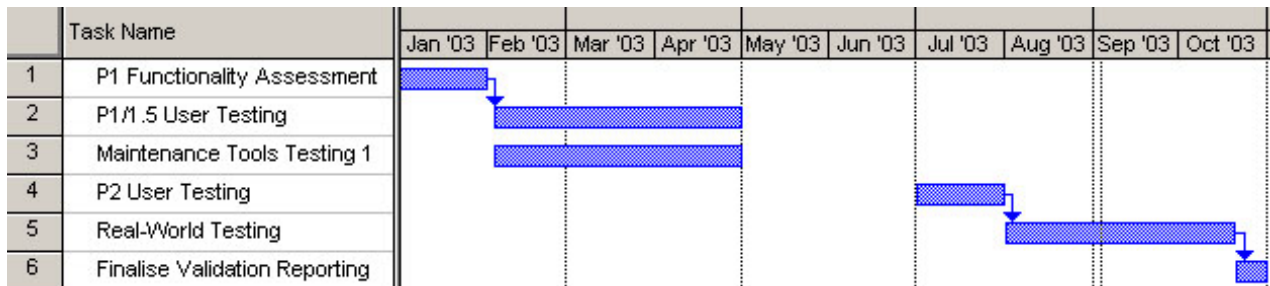 Task Name
Jan '03 Feb '03 Mar '03 Apr '03 May '03 Jun '03 Jul '03 Aug '03 Sep '03 Oct '03
1 P1 Functionality Assessment
2 P1/1.5 User Testing
3 Maintenance Tools Testing 1
4 P2 User Testing
5 Real-World Testing
6 Finalise Validation Reporting